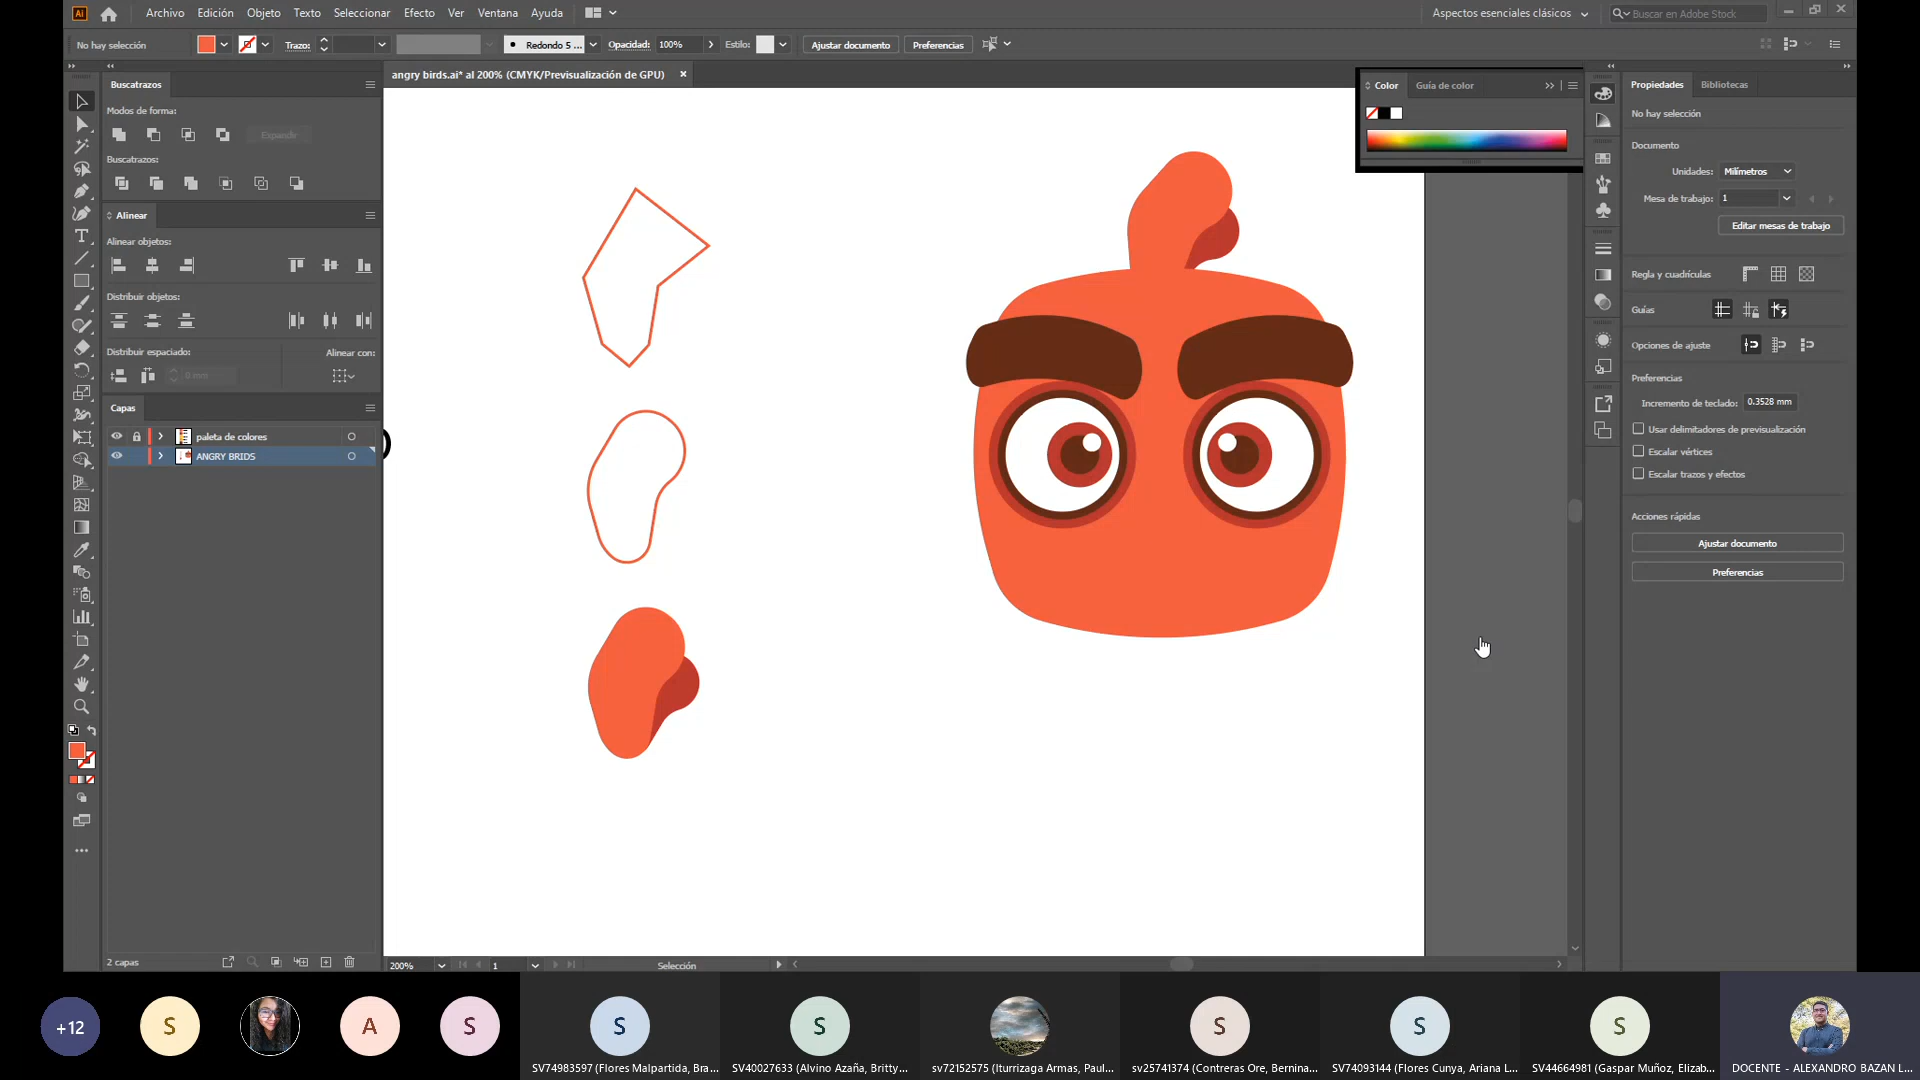 Ai Archivo Edición Objeto Texto Seleccionar Efecto Ver Ventana Ayuda Aspectos esenciales clásicos Buscar en Adobe Stock
No hay selección Trazo: Redondo 5 ... Opacidad: 100% Estilo: Ajustar documento Preferencias
angry birds.ai* al 200% (CMYK/Previsualización de GPU)
Buscatrazos
Modos de forma:
Expandir
Buscatrazos:
Alinear
Alinear objetos:
Distribuir objetos:
Distribuir espaciado: Alinear con:
0 mm
Capas
paleta de colores
ANGRY BRIDS
2 capas
200% 1 Selección
Color Guía de color
Propiedades Bibliotecas
No hay selección
Documento
Unidades: Milímetros
Mesa de trabajo: 1
Editar mesas de trabajo
Regla y cuadrículas
Guías
Opciones de ajuste
Preferencias
Incremento de teclado: 0.3528 mm
Usar delimitadores de previsualización
Escalar vértices
Escalar trazos y efectos
Acciones rápidas
Ajustar documento
Preferencias
+12 S A S S S S S S
SV74983597 (Flores Malpartida, Bra... SV40027633 (Alvino Azaña, Britty... sv72152575 (Iturrizaga Armas, Paul... sv25741374 (Contreras Ore, Bernina... SV74093144 (Flores Cunya, Ariana L... SV44664981 (Gaspar Muñoz, Elizab... DOCENTE - ALEXANDRO BAZAN L...